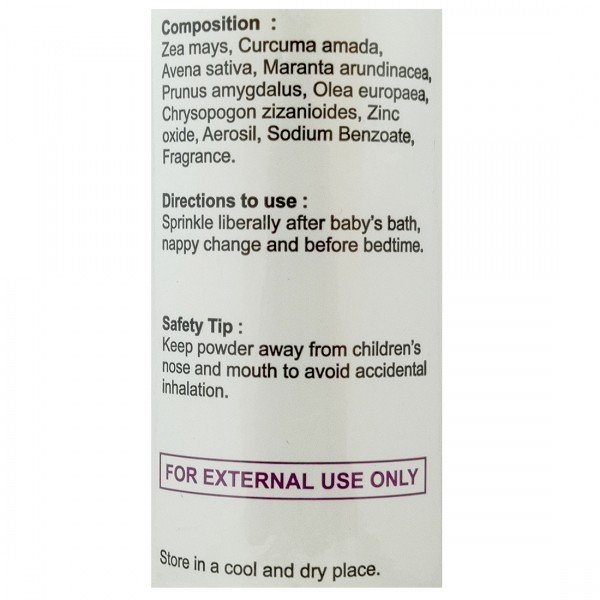 Composition :
Zea mays, Curcuma amada,
Avena sativa, Maranta arundinacea,
Prunus amygdalus, Olea europaea,
Chrysopogon zizanioides, Zinc
oxide, Aerosil, Sodium Benzoate,
Fragrance.
Directions to use :
Sprinkle liberally after baby's bath,
nappy change and before bedtime.
Safety Tip :
Keep powder away from children's
nose and mouth to avoid accidental
inhalation.
FOR EXTERNAL USE ONLY
Store in a cool and dry place.